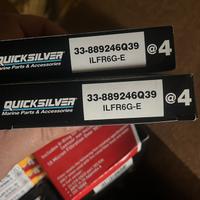 QUICKSILVER
Marine Parts & Accessories
33-889246Q39
ILFR6G-E
@4
QUICKSILVER
Marine Parts & Accessories
33-889246Q39
ILFR6G-E
@4